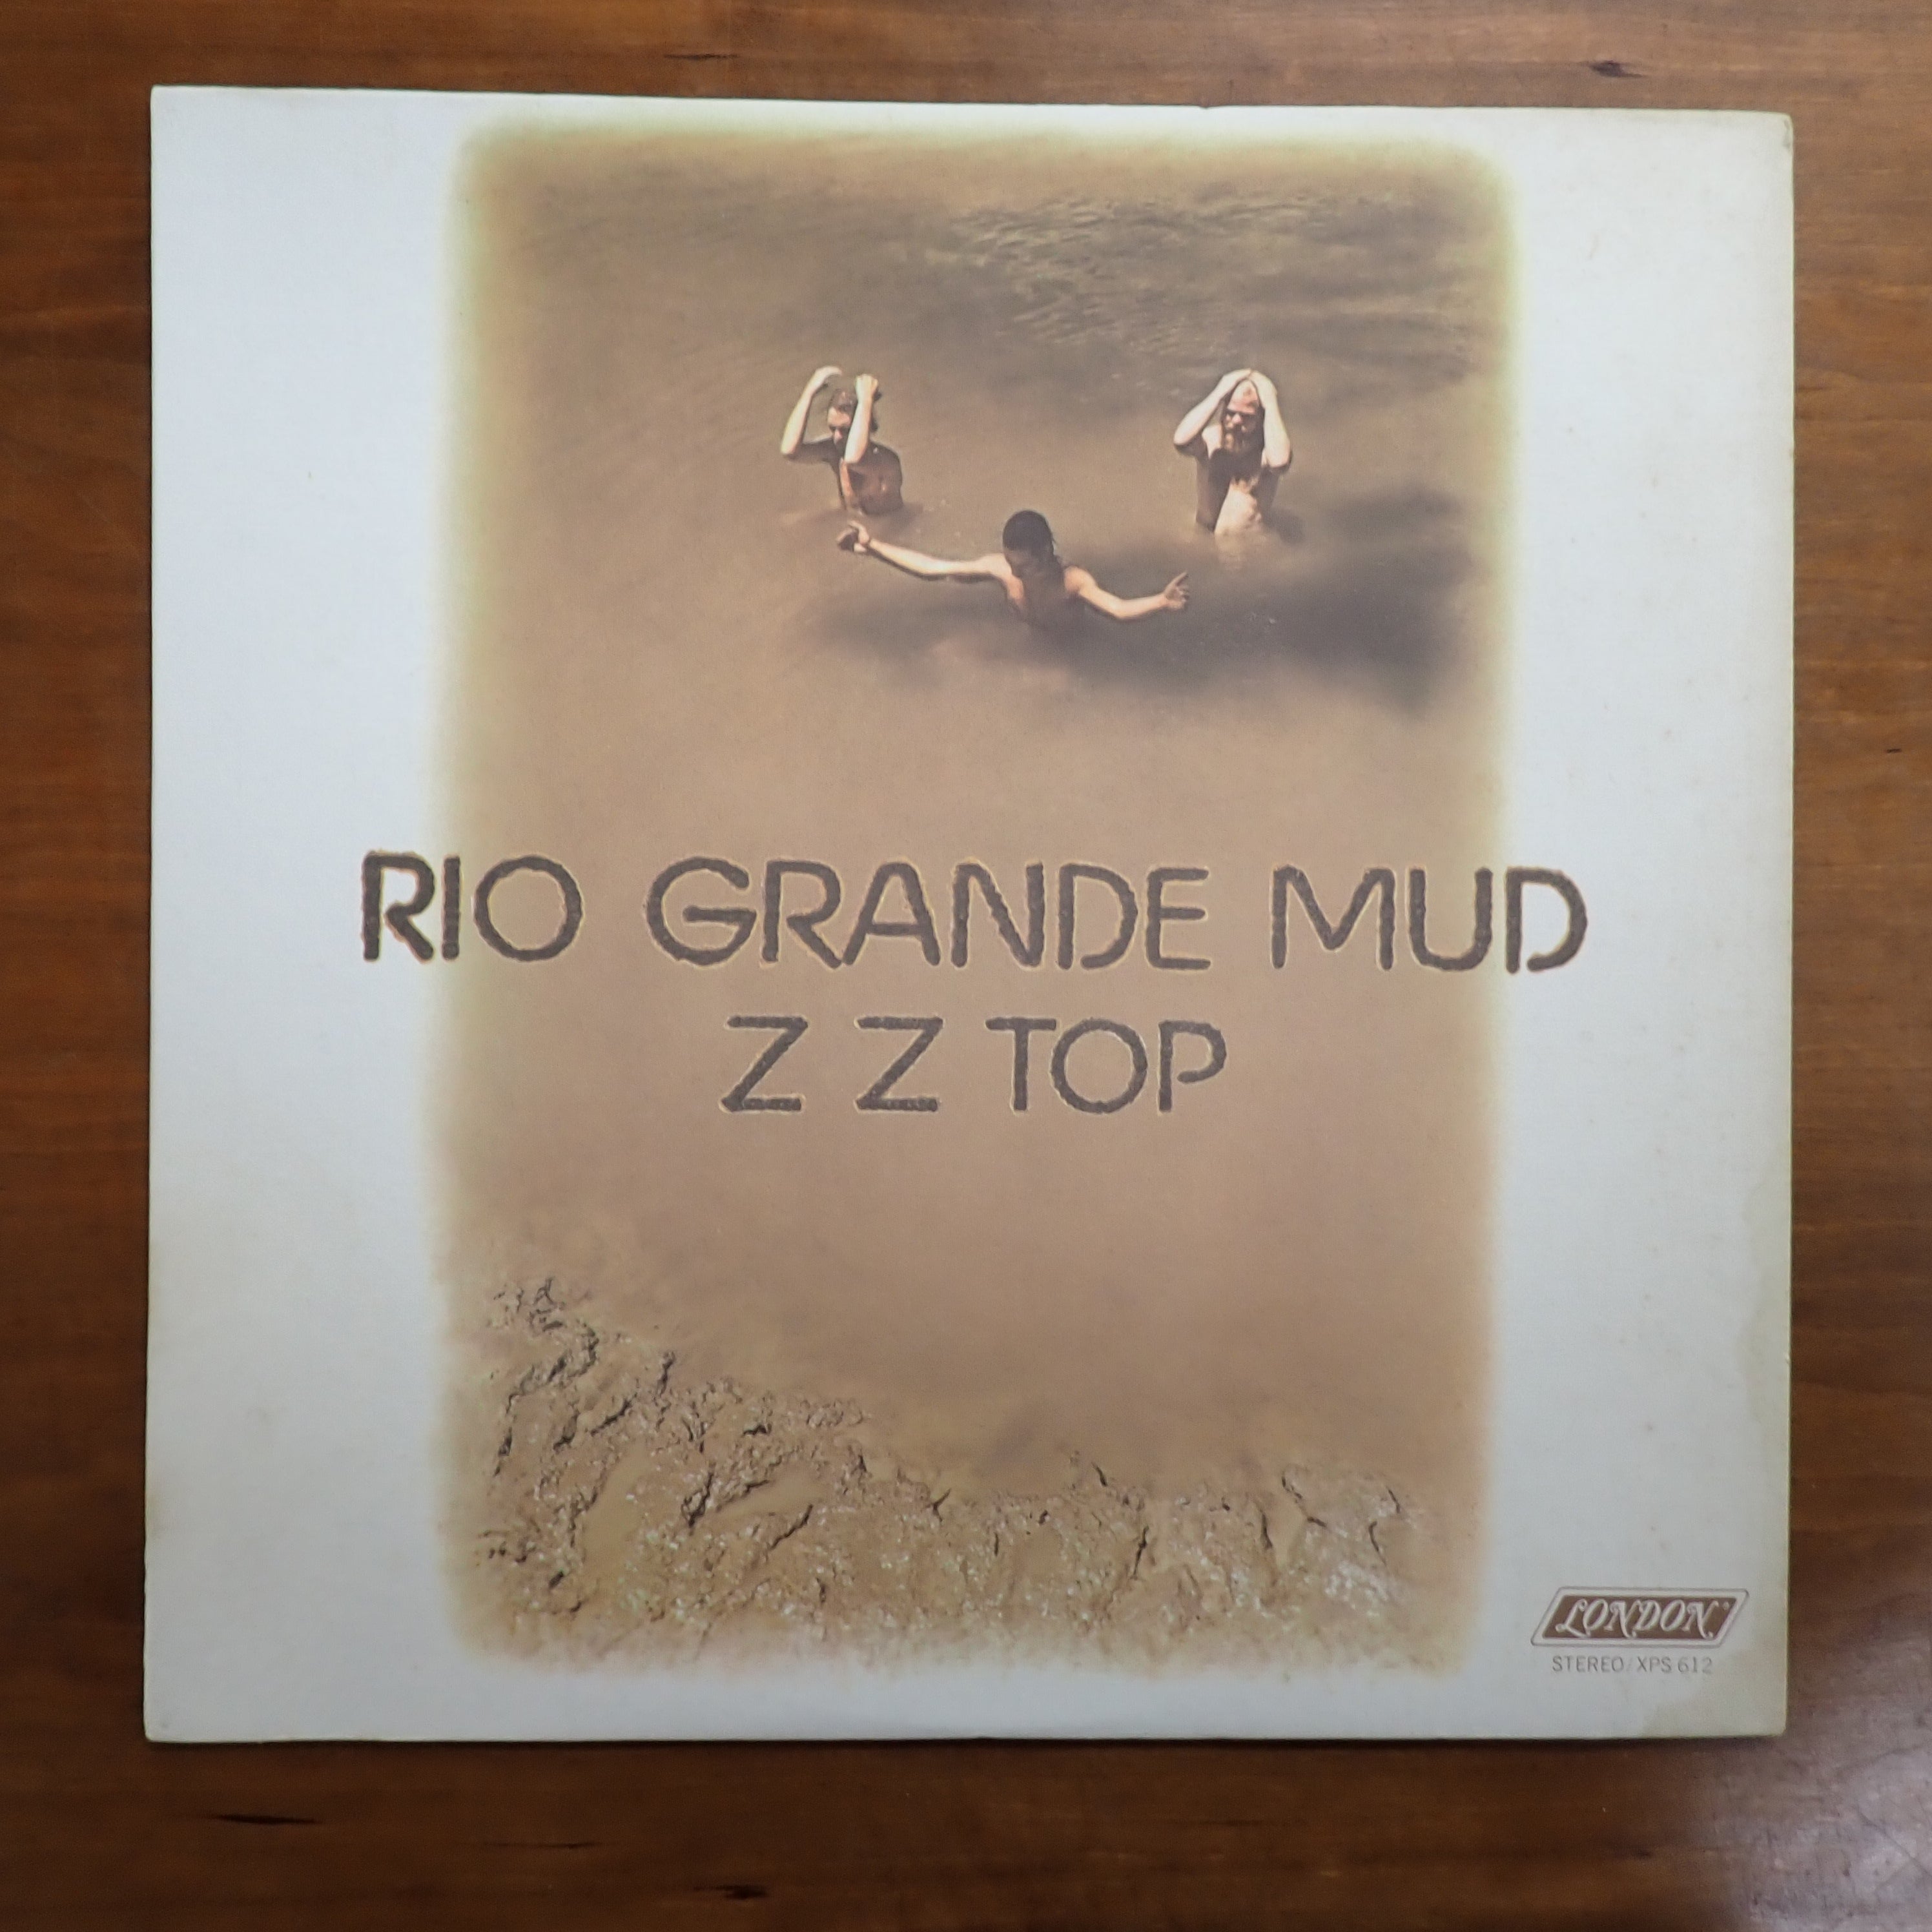 RIO GRANDE MUD
Z Z TOP
LONDON
STEREO/XPS 612